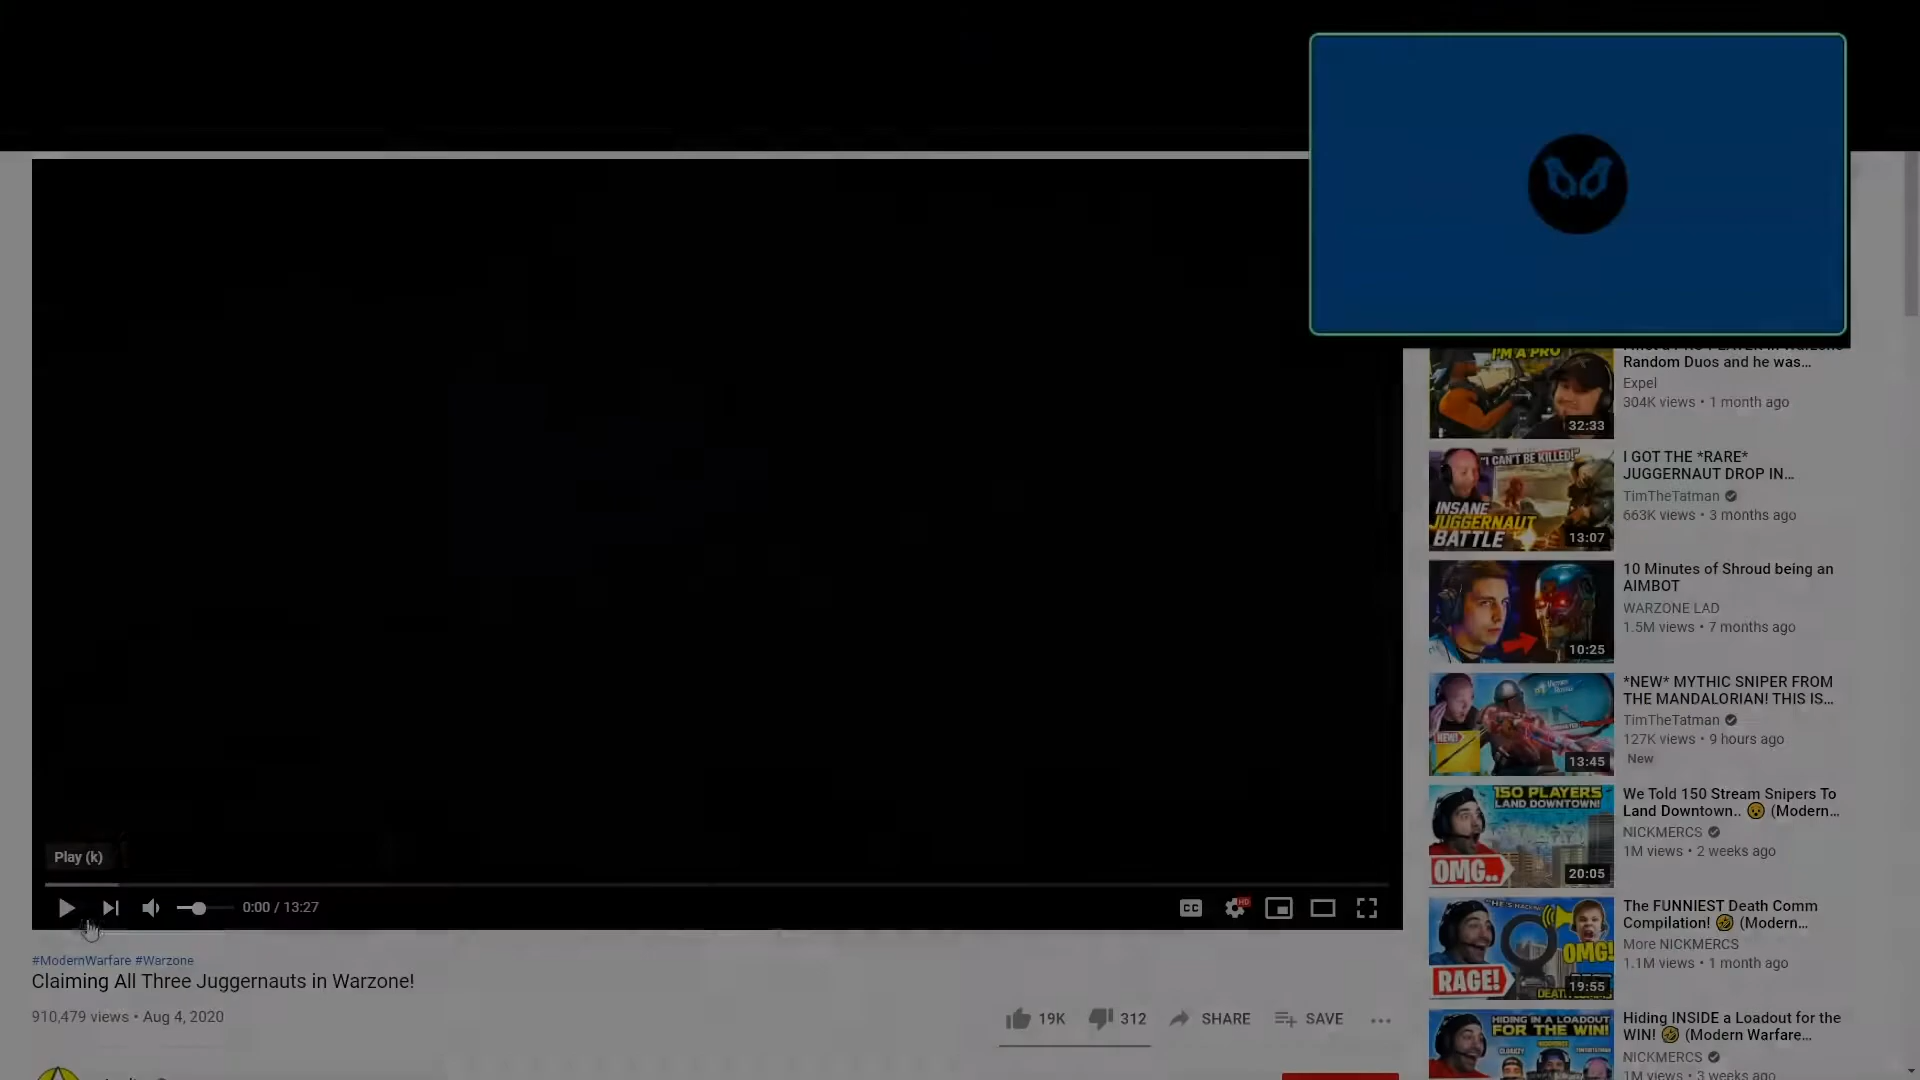 Play (k)
0:00 / 13:27
CC
HD
#ModernWarfare #Warzone
Claiming All Three Juggernauts in Warzone!
910,479 views • Aug 4, 2020
19K
312
SHARE
SAVE
I'M A PRO
32:33
Random Duos and he was...
Expel
304K views • 1 month ago
"I CAN'T BE KILLED!"
INSANE
JUGGERNAUT
BATTLE
13:07
I GOT THE *RARE*
JUGGERNAUT DROP IN...
TimTheTatman
663K views • 3 months ago
10:25
10 Minutes of Shroud being an
AIMBOT
WARZONE LAD
1.5M views • 7 months ago
NEW!
13:45
*NEW* MYTHIC SNIPER FROM
THE MANDALORIAN! THIS IS...
TimTheTatman
127K views • 9 hours ago
New
150 PLAYERS
LAND DOWNTOWN!
OMG..
20:05
We Told 150 Stream Snipers To
Land Downtown.. 😲 (Modern...
NICKMERCS
1M views • 2 weeks ago
OMG!
RAGE!
19:55
The FUNNIEST Death Comm
Compilation! 🤣 (Modern...
More NICKMERCS
1.1M views • 1 month ago
HIDING IN A LOADOUT
FOR THE WIN!
Hiding INSIDE a Loadout for the
WIN! 🤣 (Modern Warfare...
NICKMERCS
1M views • 3 weeks ago